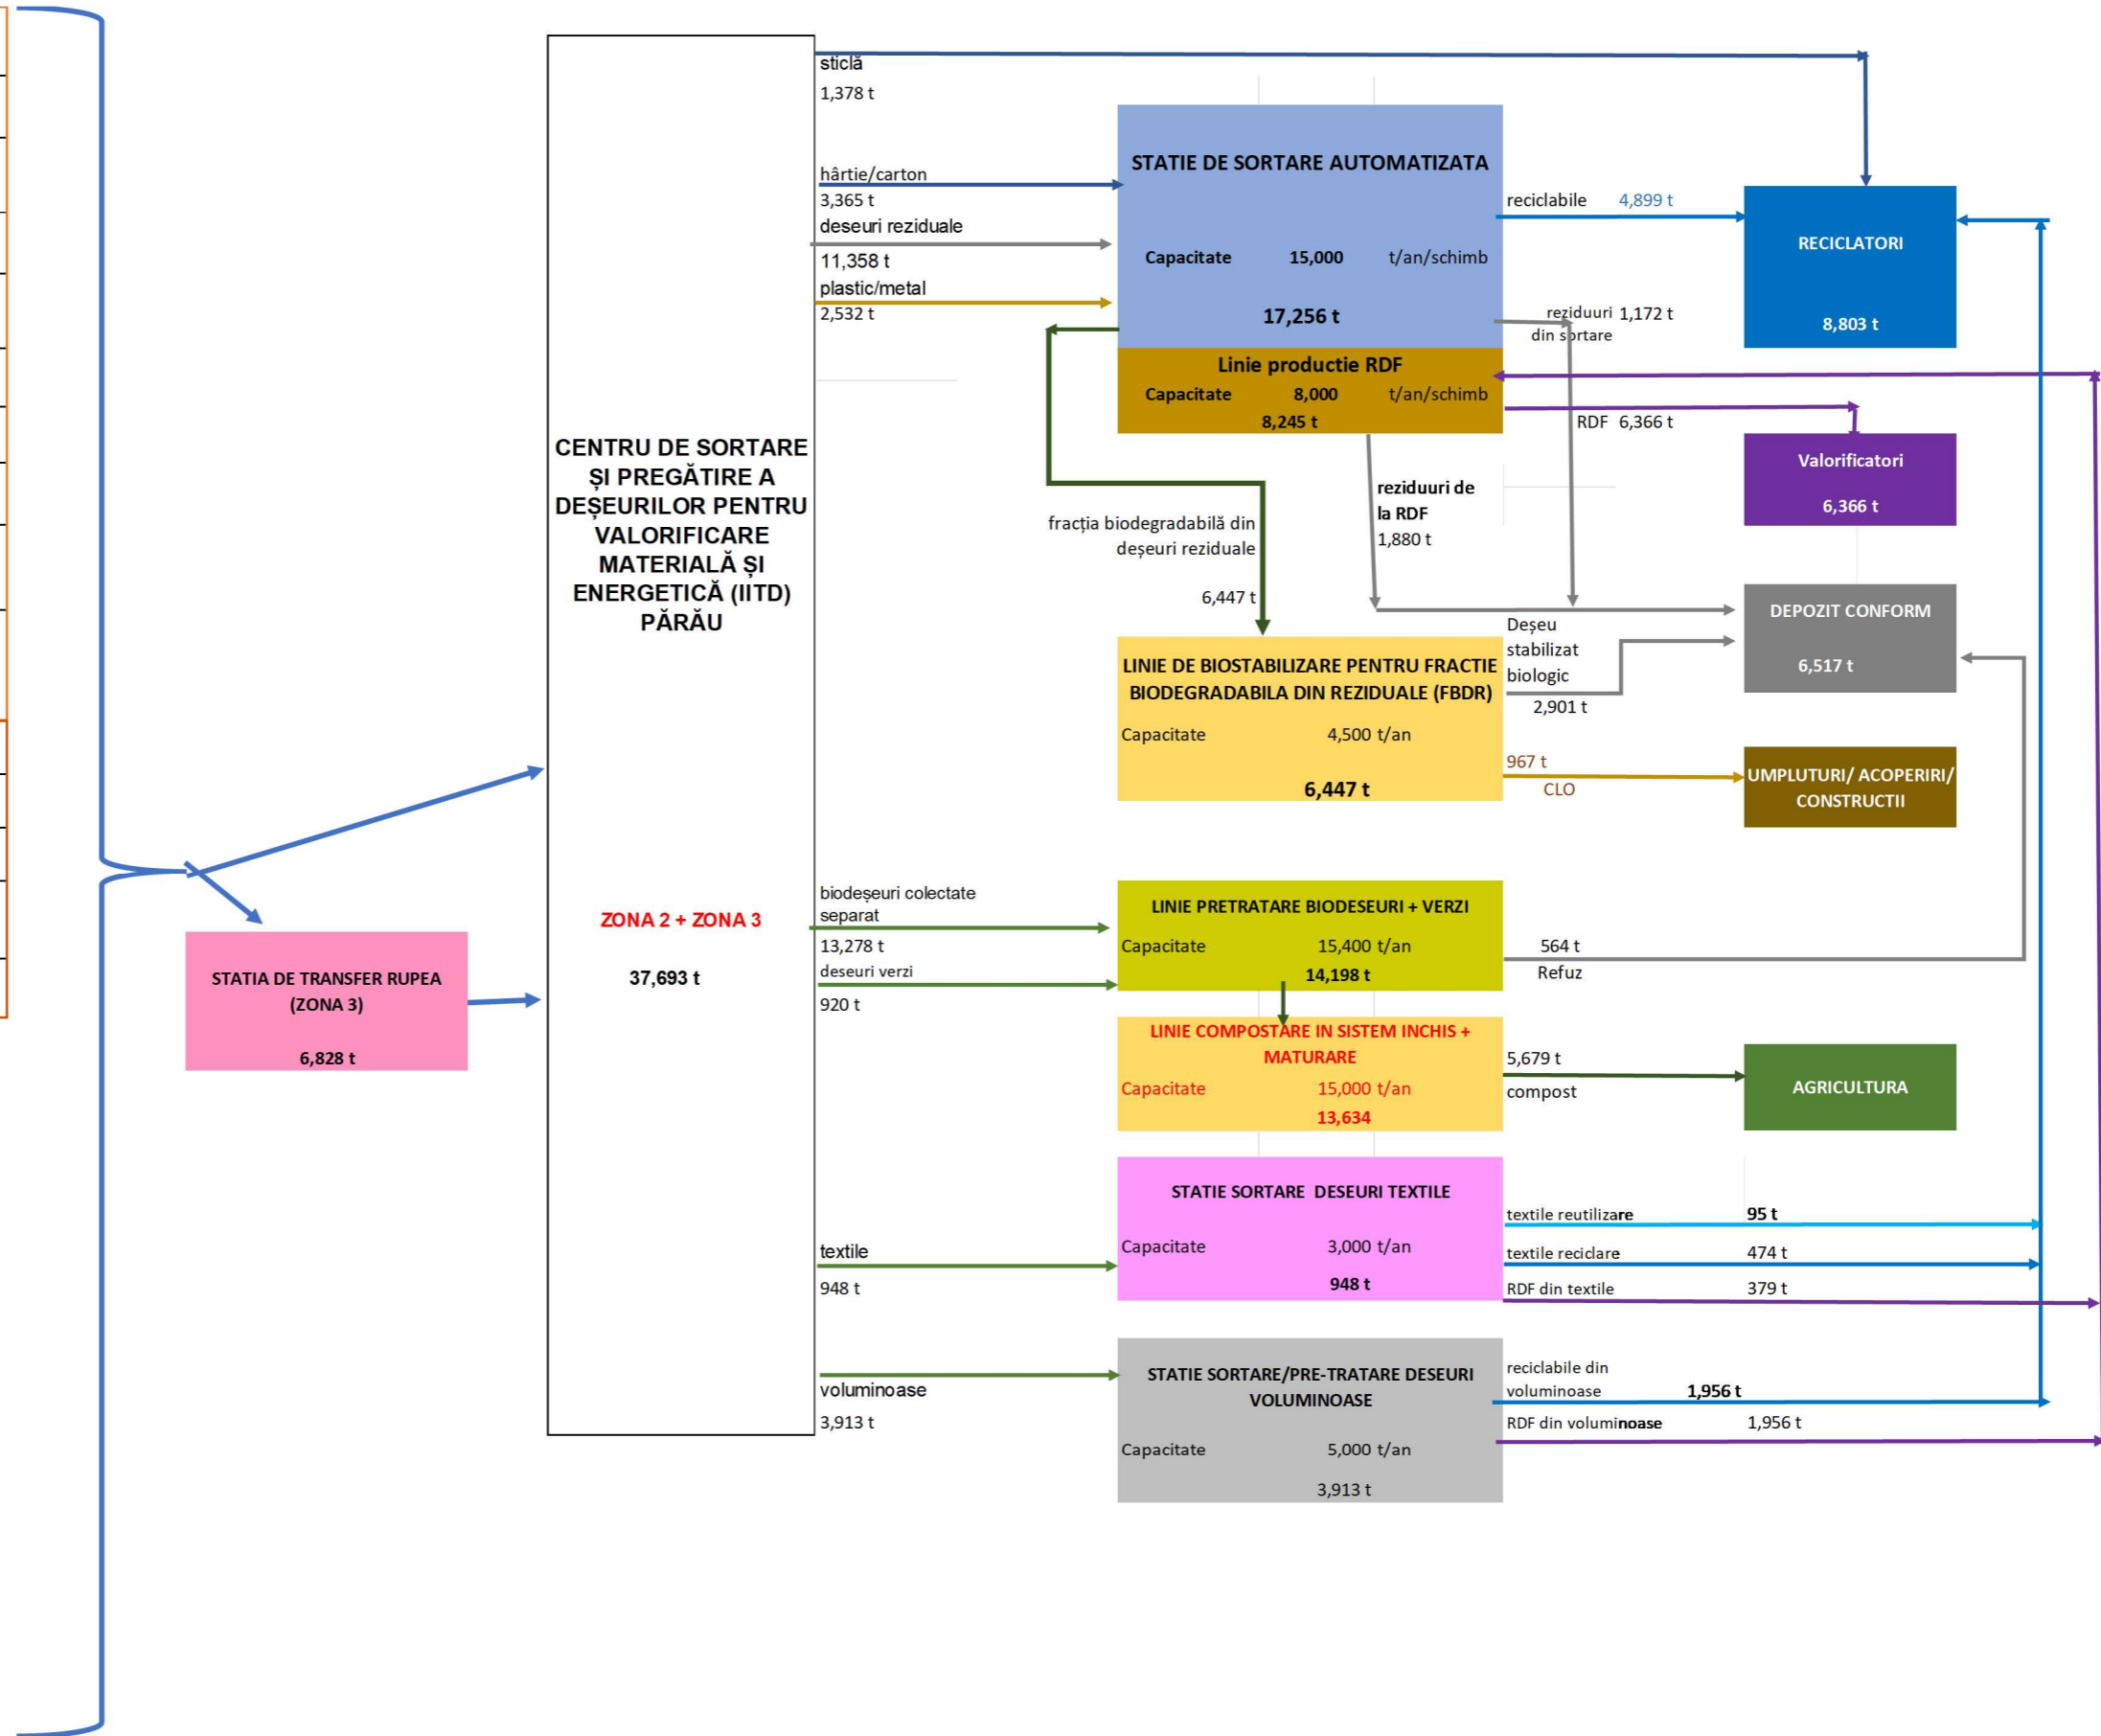 sticlă
1,378 t
hârtie/carton
3,365 t
deseuri reziduale
11,358 t
plastic/metal
2,532 t
STATIE DE SORTARE AUTOMATIZATA
Capacitate 15,000 t/an/schimb
17,256 t
Linie productie RDF
Capacitate 8,000 t/an/schimb
8,245 t
reciclabile 4,899 t
RECICLATORI
8,803 t
reziduuri 1,172 t
din sortare
RDF 6,366 t
Valorificatori
6,366 t
CENTRU DE SORTARE
ȘI PREGĂTIRE A
DEȘEURILOR PENTRU
VALORIFICARE
MATERIALĂ ȘI
ENERGETICĂ (IITD)
PĂRĂU
ZONA 2 + ZONA 3
37,693 t
fracția biodegradabilă din
deșeuri reziduale
6,447 t
reziduuri de
la RDF
1,880 t
DEPOZIT CONFORM
6,517 t
LINIE DE BIOSTABILIZARE PENTRU FRACTIE
BIODEGRADABILA DIN REZIDUALE (FBDR)
Capacitate 4,500 t/an
6,447 t
Deșeu
stabilizat
biologic
2,901 t
967 t
CLO
UMPLUTURI/ ACOPERIRI/
CONSTRUCTII
STATIA DE TRANSFER RUPEA
(ZONA 3)
6,828 t
biodeșeuri colectate
separat
13,278 t
deseuri verzi
920 t
LINIE PRETRATARE BIODESEURI + VERZI
Capacitate 15,400 t/an
14,198 t
564 t
Refuz
LINIE COMPOSTARE IN SISTEM INCHIS +
MATURARE
Capacitate 15,000 t/an
13,634
5,679 t
compost
AGRICULTURA
textile
948 t
STATIE SORTARE DESEURI TEXTILE
Capacitate 3,000 t/an
948 t
textile reutilizare 95 t
textile reciclare 474 t
RDF din textile 379 t
voluminoase
3,913 t
STATIE SORTARE/PRE-TRATARE DESEURI
VOLUMINOASE
Capacitate 5,000 t/an
3,913 t
reciclabile din
voluminoase 1,956 t
RDF din voluminoase 1,956 t